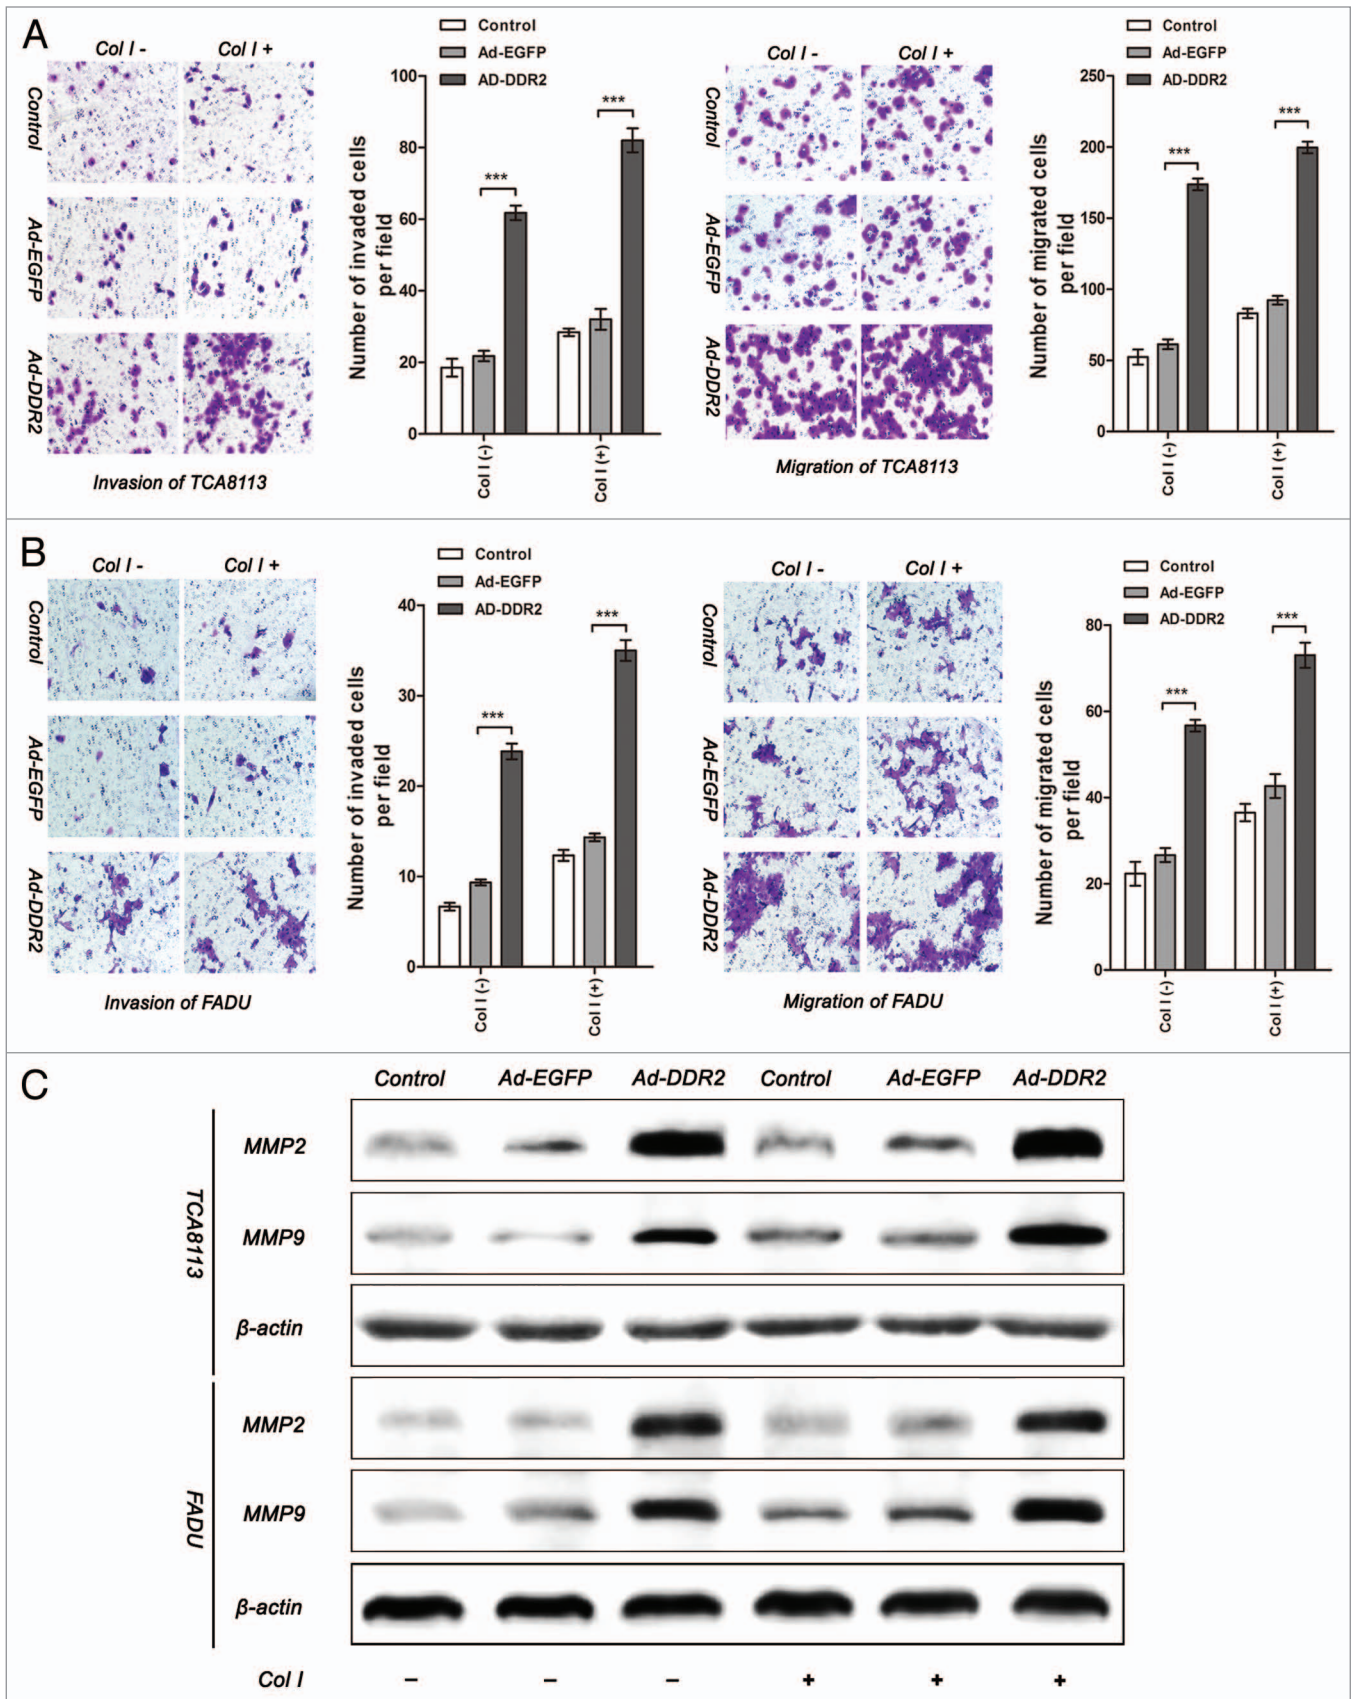 A
Col I -
Col I +
Control
Ad-EGFP
Ad-DDR2
Invasion of TCA8113
Control
Ad-EGFP
AD-DDR2
Number of invaded cells
per field
100
80
60
40
20
0
***
***
Col I (-)
Col I (+)
Col I -
Col I +
Control
Ad-EGFP
Ad-DDR2
Migration of TCA8113
Control
Ad-EGFP
AD-DDR2
Number of migrated cells
per field
250
200
150
100
50
0
***
***
Col I (-)
Col I (+)
B
Col I -
Col I +
Control
Ad-EGFP
Ad-DDR2
Invasion of FADU
Control
Ad-EGFP
AD-DDR2
Number of invaded cells
per field
40
30
20
10
0
***
***
Col I (-)
Col I (+)
Col I -
Col I +
Control
Ad-EGFP
Ad-DDR2
Migration of FADU
Control
Ad-EGFP
AD-DDR2
Number of migrated cells
per field
80
60
40
20
0
***
***
Col I (-)
Col I (+)
C
Control Ad-EGFP Ad-DDR2 Control Ad-EGFP Ad-DDR2
TCA8113
MMP2
MMP9
β-actin
FADU
MMP2
MMP9
β-actin
Col I – – – + + +